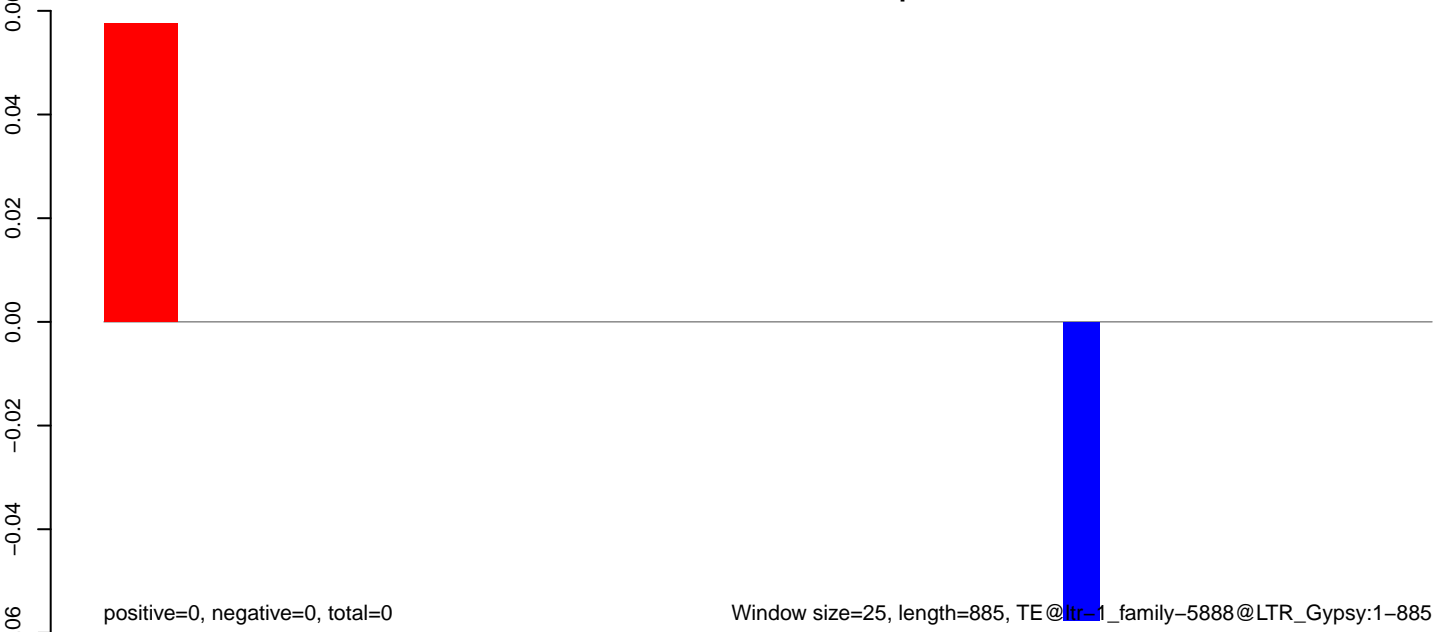 0.04
0.02
0.00
−0.02
−0.04
positive=0, negative=0, total=0
Window size=25, length=885, TE@ltr−1_family−5888@LTR_Gypsy:1−885